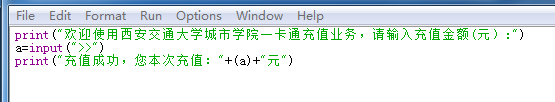 File Edit Format Run Options Window Help
print("欢迎使用西安交通大学城市学院一卡通充值业务，请输入充值金额(元）:")
a=input(">>")
print("充值成功，您本次充值："+(a)+"元")